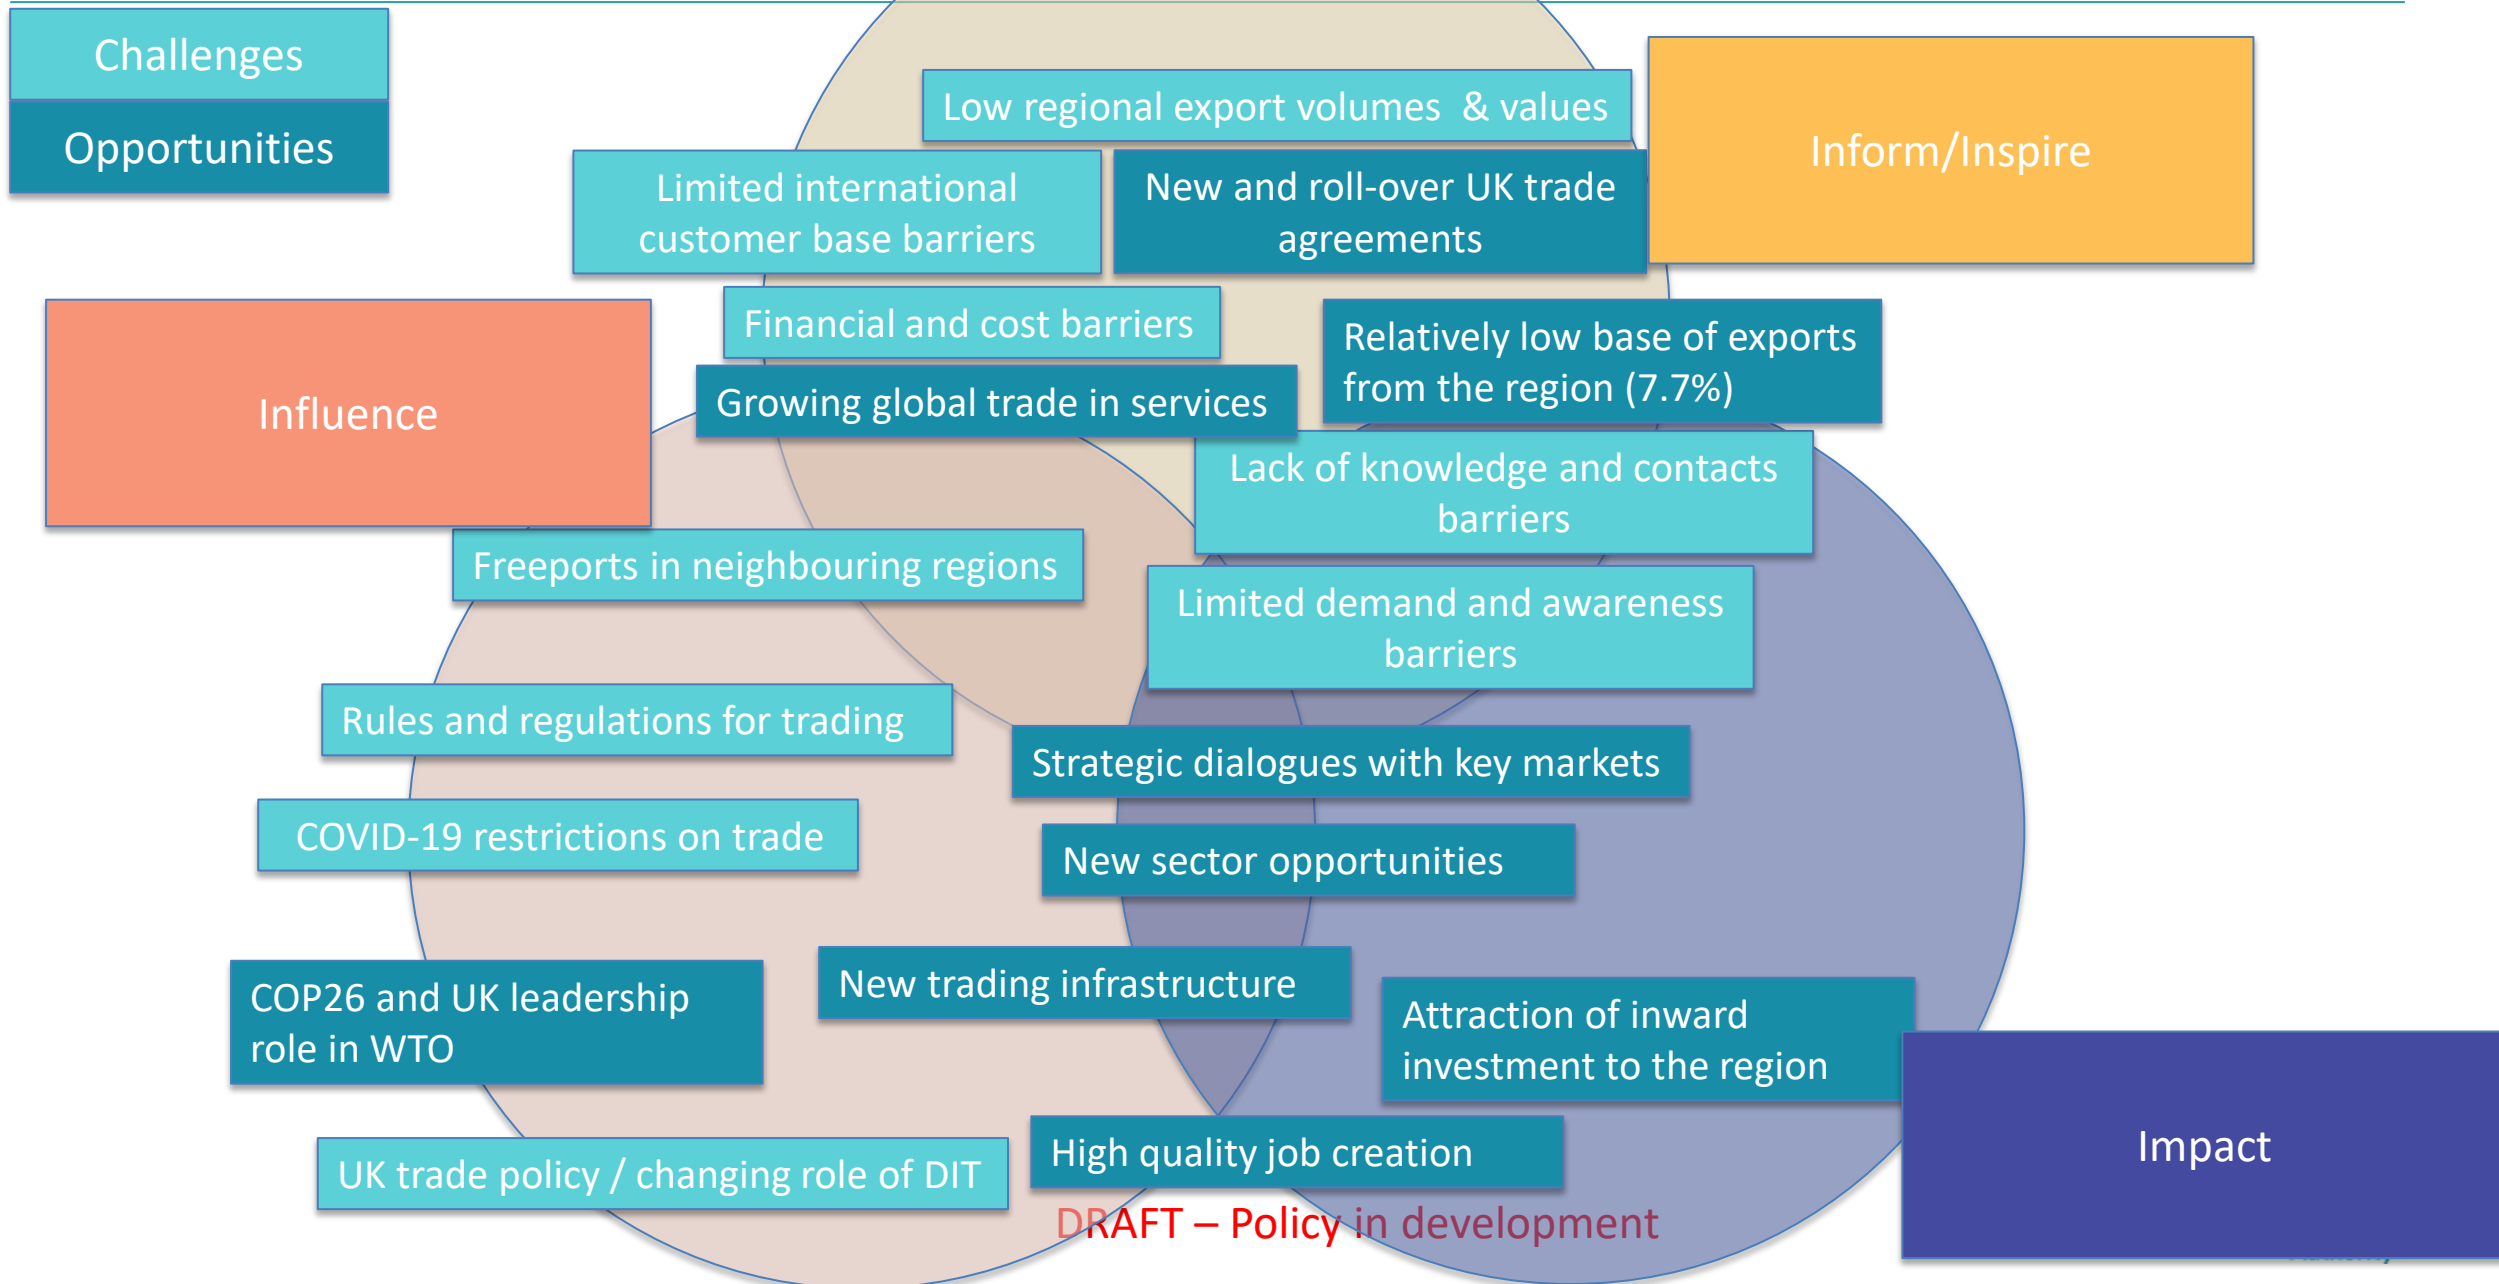 Challenges
Opportunities
Low regional export volumes & values
Inform/Inspire
Limited international
customer base barriers
New and roll-over UK trade
agreements
Financial and cost barriers
Relatively low base of exports
from the region (7.7%)
Influence
Growing global trade in services
Lack of knowledge and contacts
barriers
Freeports in neighbouring regions
Limited demand and awareness
barriers
Rules and regulations for trading
Strategic dialogues with key markets
COVID-19 restrictions on trade
New sector opportunities
COP26 and UK leadership
role in WTO
New trading infrastructure
Attraction of inward
investment to the region
Impact
High quality job creation
UK trade policy / changing role of DIT
DRAFT – Policy in development